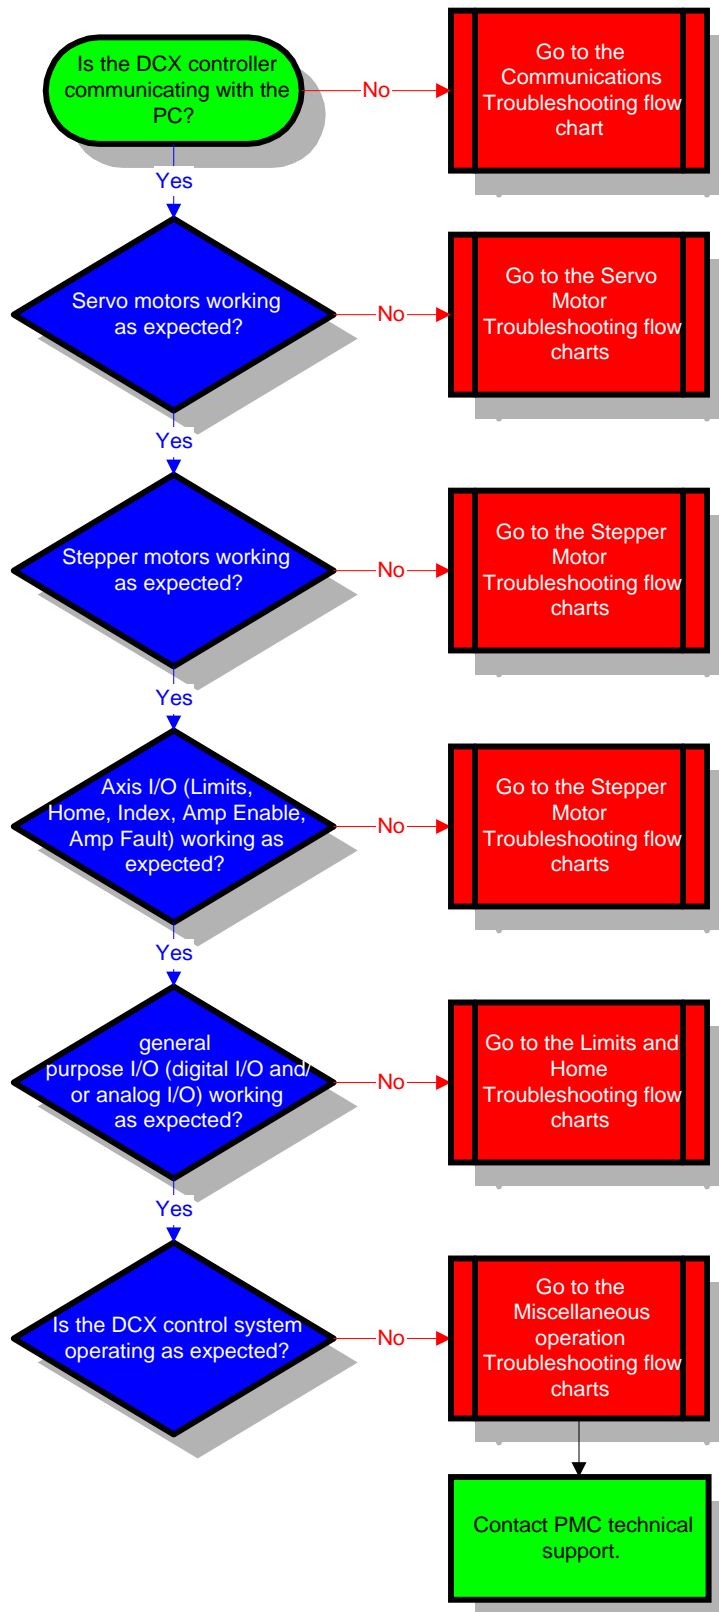 Is the DCX controller
communicating with the
PC?
No
Go to the
Communications
Troubleshooting flow
chart
Yes
Servo motors working
as expected?
No
Go to the Servo
Motor
Troubleshooting flow
charts
Yes
Stepper motors working
as expected?
No
Go to the Stepper
Motor
Troubleshooting flow
charts
Yes
Axis I/O (Limits,
Home, Index, Amp Enable,
Amp Fault) working as
expected?
No
Go to the Stepper
Motor
Troubleshooting flow
charts
Yes
general
purpose I/O (digital I/O and/
or analog I/O) working
as expected?
No
Go to the Limits and
Home
Troubleshooting flow
charts
Yes
Is the DCX control system
operating as expected?
No
Go to the
Miscellaneous
operation
Troubleshooting flow
charts
Contact PMC technical
support.